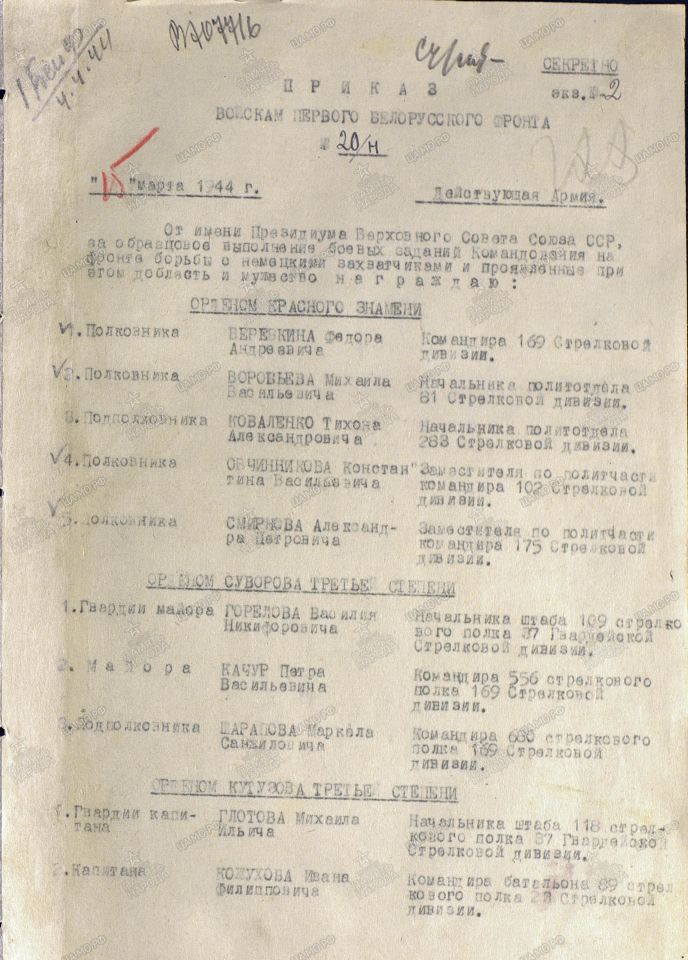 СЕКРЕТНО
экз.№ 2
4.4.44
ПРИКАЗ
ВОЙСКАМ ПЕРВОГО БЕЛОРУССКОГО ФРОНТА
№ 20/н
"15" марта 1944 г. Действующая Армия.
От имени Президиума Верховного Совета Союза ССР,
за образцовое выполнение боевых заданий Командования на
фронте борьбы с немецкими захватчиками и проявленные при
этом доблесть и мужество награждаю:
ОРДЕНОМ КРАСНОГО ЗНАМЕНИ
1. Полковника ВЕРЕВКИНА Федора Командира 169 Стрелковой
Андреевича дивизии.
2. Полковника ВОРОБЬЕВА Михаила Начальника политотдела
Васильевича 81 Стрелковой дивизии.
3. Подполковника КОВАЛЕНКО Тихона Начальника политотдела
Александровича 283 Стрелковой дивизии.
4. Полковника ОВЧИННИКОВА Констан" Заместителя по политчасти
тина Васильевича командира 102 Стрелковой
дивизии.
5. Полковника СМИРНОВА Александ- Заместителя по политчасти
ра Петровича командира 175 Стрелковой
дивизии.
ОРДЕНОМ СУВОРОВА ТРЕТЬЕЙ СТЕПЕНИ
1. Гвардии майора ГОРЕЛОВА Василия Начальника штаба 109 стрелко
Никифоровича вого полка 37 Гвардейской
Стрелковой дивизии.
2. Майора КАЧУР Петра Командира 556 стрелкового
Васильевича полка 169 Стрелковой
дивизии.
3. Подполковника ШАРАПОВА Маркела Командира 680 стрелкового
полка 169 Стрелковой
дивизии.
ОРДЕНОМ КУТУЗОВА ТРЕТЬЕЙ СТЕПЕНИ
1. Гвардии капи- ГЛОТОВА Михаила Начальника штаба 118 стрел-
тана Ильича кового полка 37 Гвардейской
Стрелковой дивизии.
2. Капитана КОЖУХОВА Ивана Командира батальона 89 стрел
Филипповича кового полка 23 Стрелковой
дивизии.